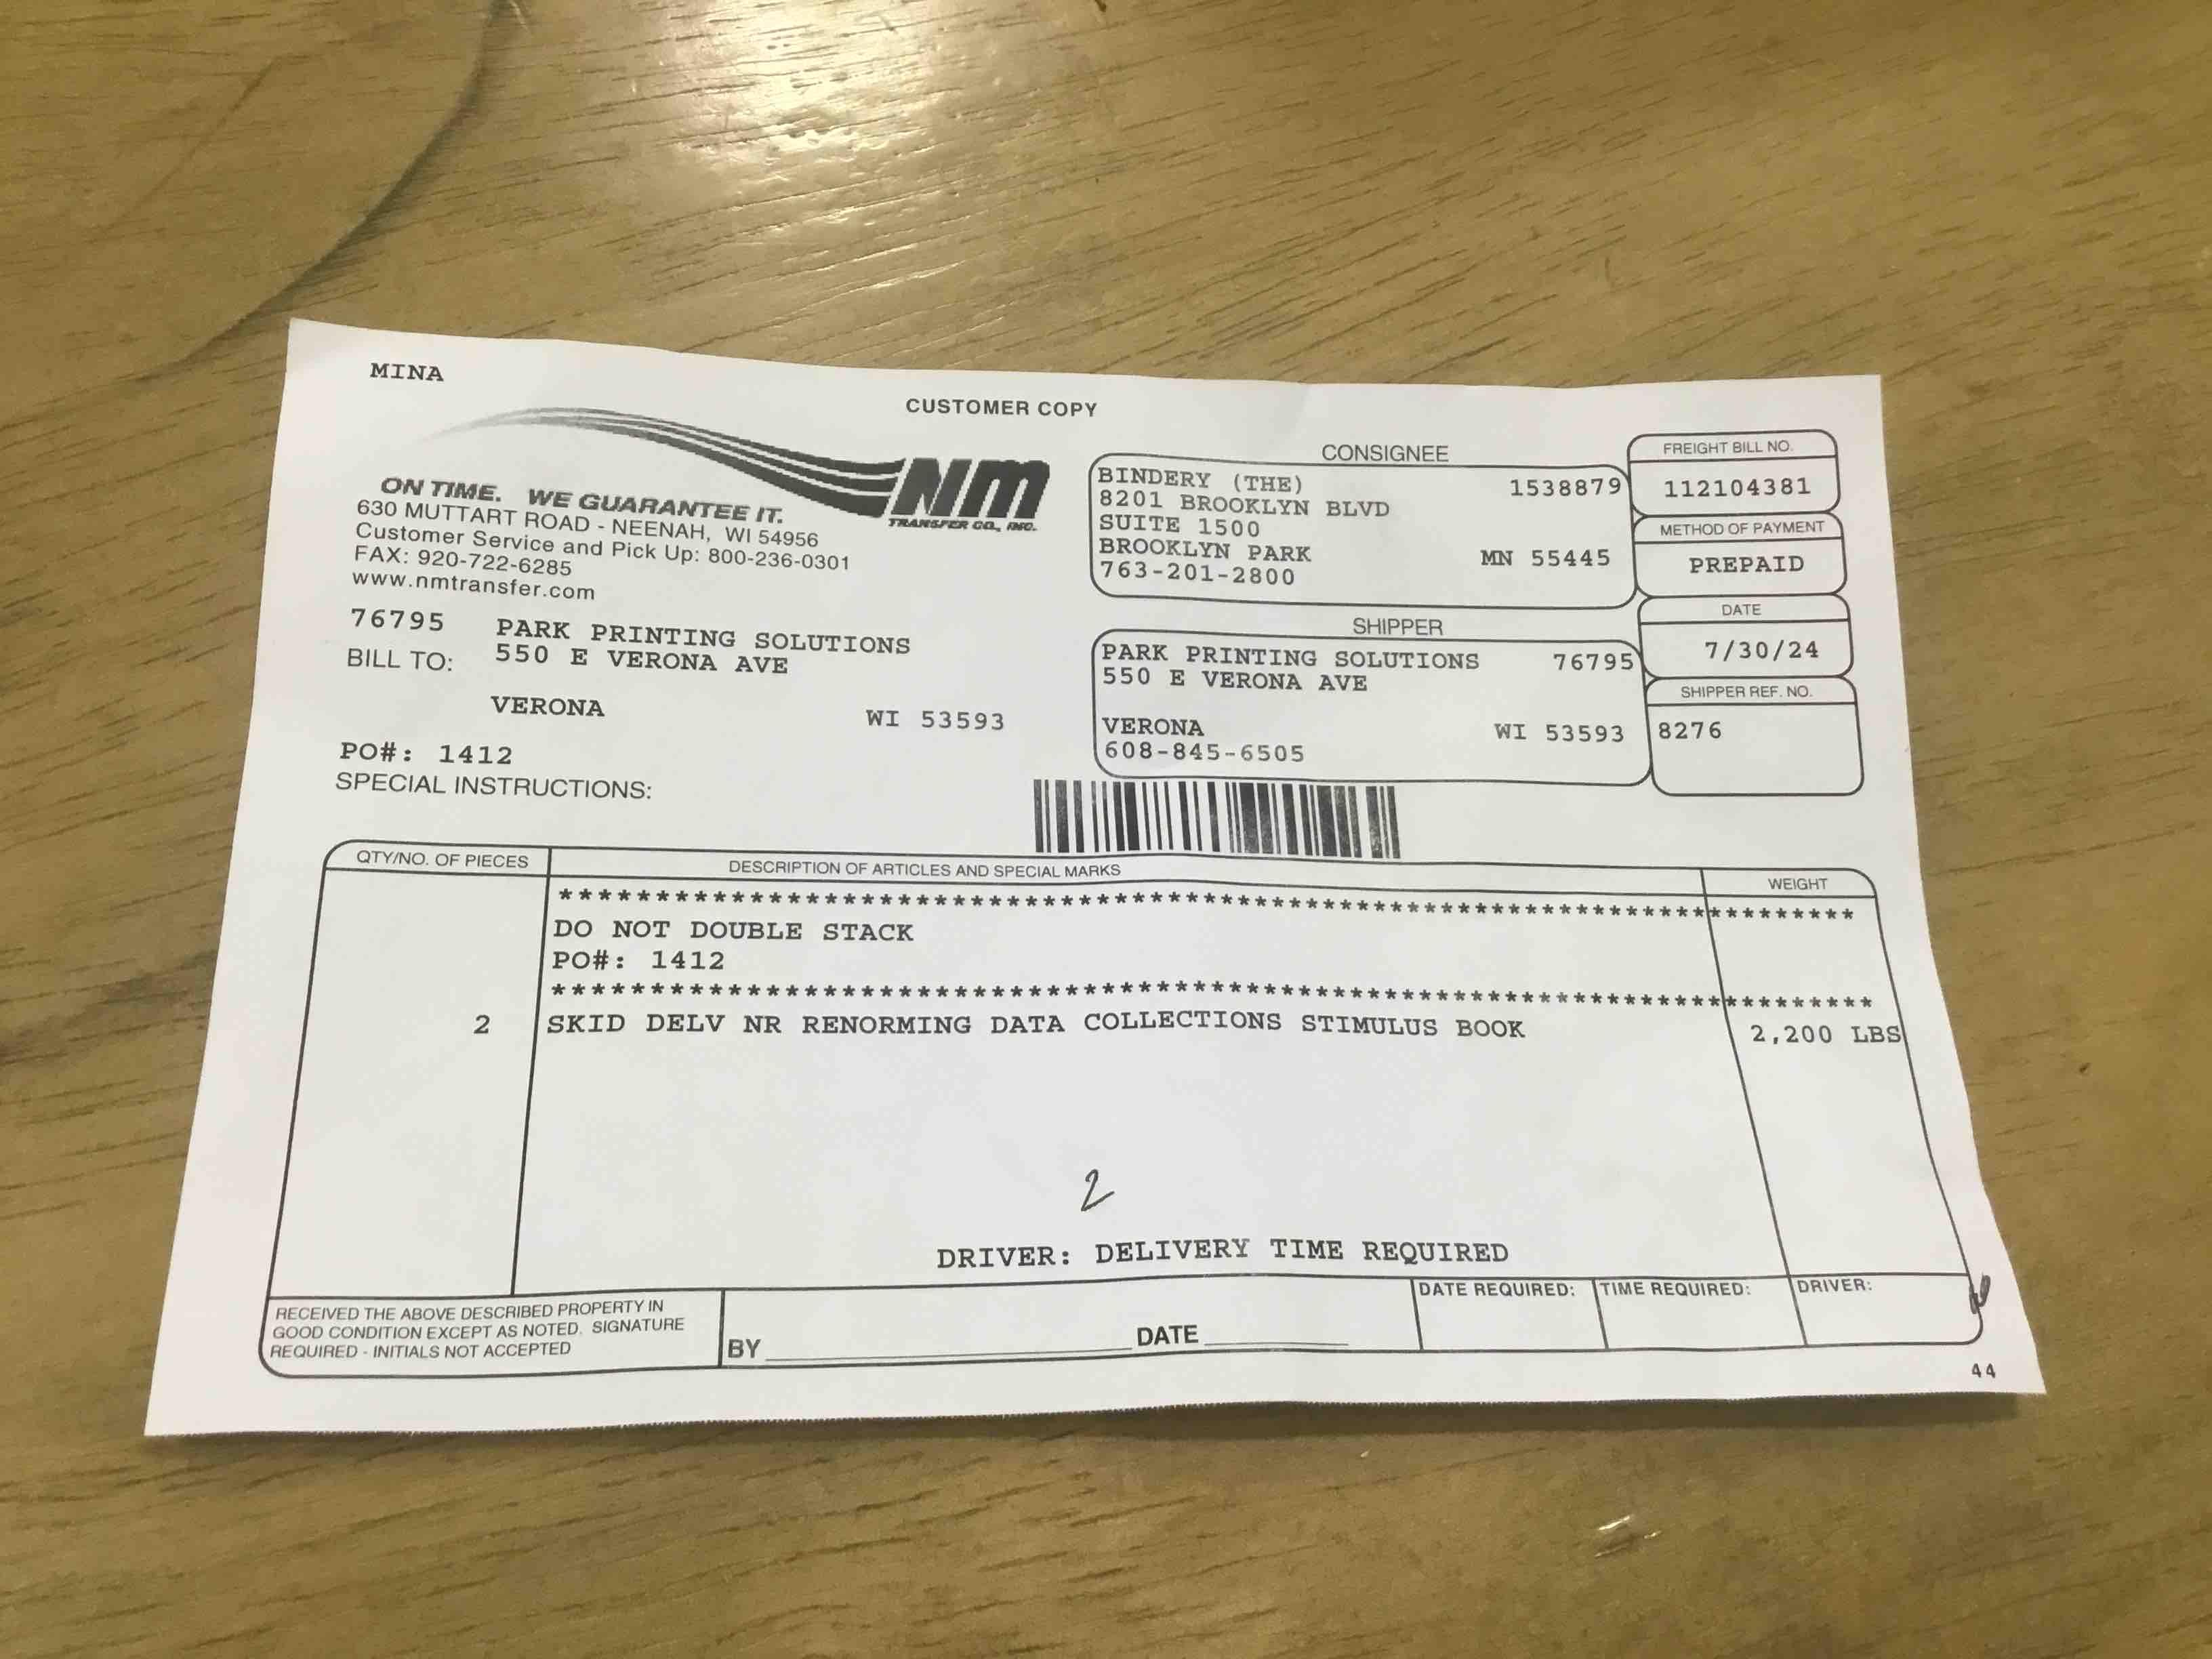 MINA
CUSTOMER COPY
NM
TRANSFER CO., INC.
ON TIME. WE GUARANTEE IT.
630 MUTTART ROAD - NEENAH, WI 54956
Customer Service and Pick Up: 800-236-0301
FAX: 920-722-6285
www.nmtransfer.com
76795 PARK PRINTING SOLUTIONS
BILL TO: 550 E VERONA AVE
VERONA WI 53593
PO#: 1412
SPECIAL INSTRUCTIONS:
CONSIGNEE
BINDERY (THE) 1538879
8201 BROOKLYN BLVD
SUITE 1500
BROOKLYN PARK MN 55445
763-201-2800
SHIPPER
PARK PRINTING SOLUTIONS 76795
550 E VERONA AVE
VERONA WI 53593
608-845-6505
FREIGHT BILL NO.
112104381
METHOD OF PAYMENT
PREPAID
DATE
7/30/24
SHIPPER REF. NO.
8276
QTY/NO. OF PIECES DESCRIPTION OF ARTICLES AND SPECIAL MARKS WEIGHT
******************************************************************
DO NOT DOUBLE STACK
PO#: 1412
******************************************************************
2 SKID DELV NR RENORMING DATA COLLECTIONS STIMULUS BOOK 2,200 LBS
2
DRIVER: DELIVERY TIME REQUIRED
RECEIVED THE ABOVE DESCRIBED PROPERTY IN
GOOD CONDITION EXCEPT AS NOTED. SIGNATURE
REQUIRED - INITIALS NOT ACCEPTED
BY DATE
DATE REQUIRED: TIME REQUIRED: DRIVER:
44